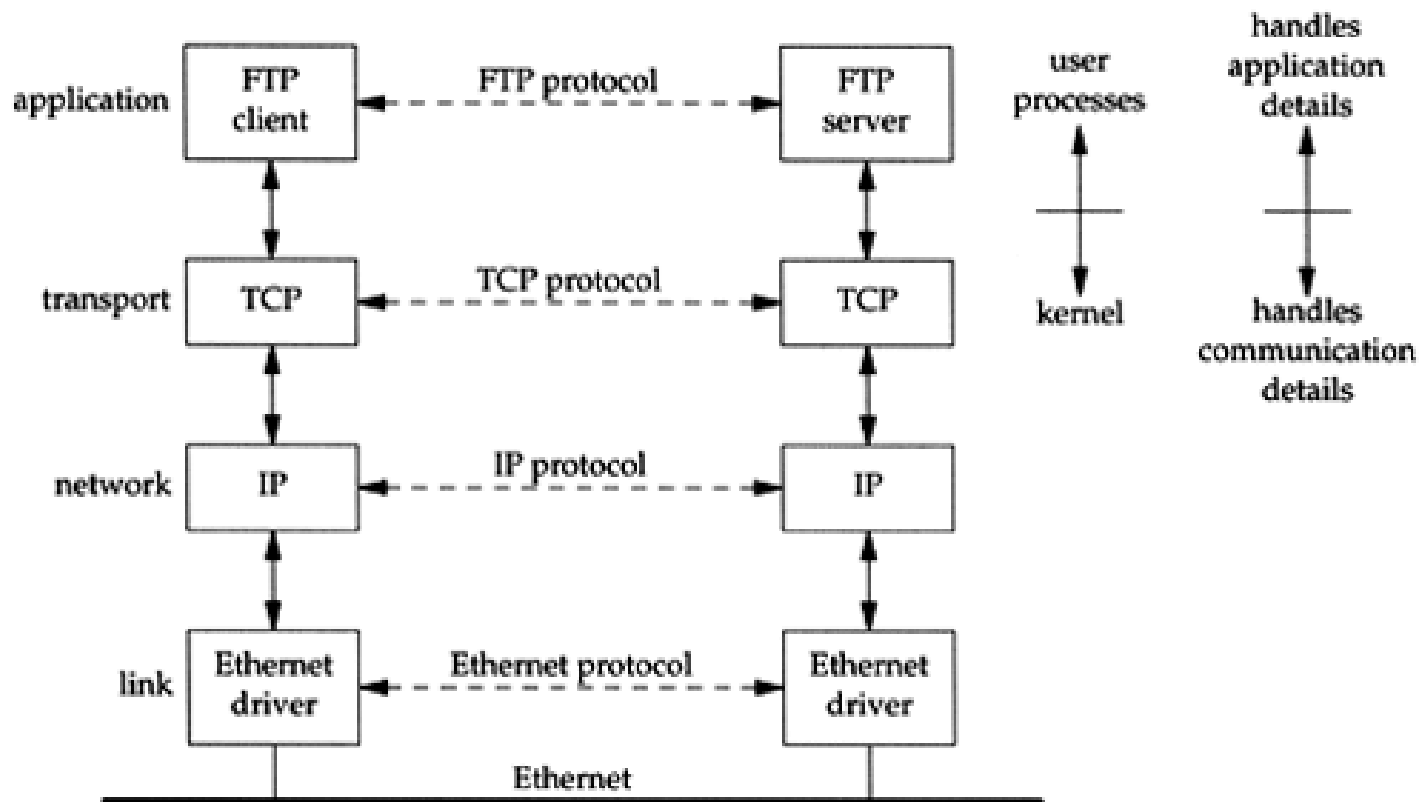 handles
application
details
user
processes
application
FTP
client
FTP protocol
FTP
server
transport
TCP
TCP protocol
TCP
kernel
handles
communication
details
network
IP
IP protocol
IP
link
Ethernet
driver
Ethernet protocol
Ethernet
driver
Ethernet